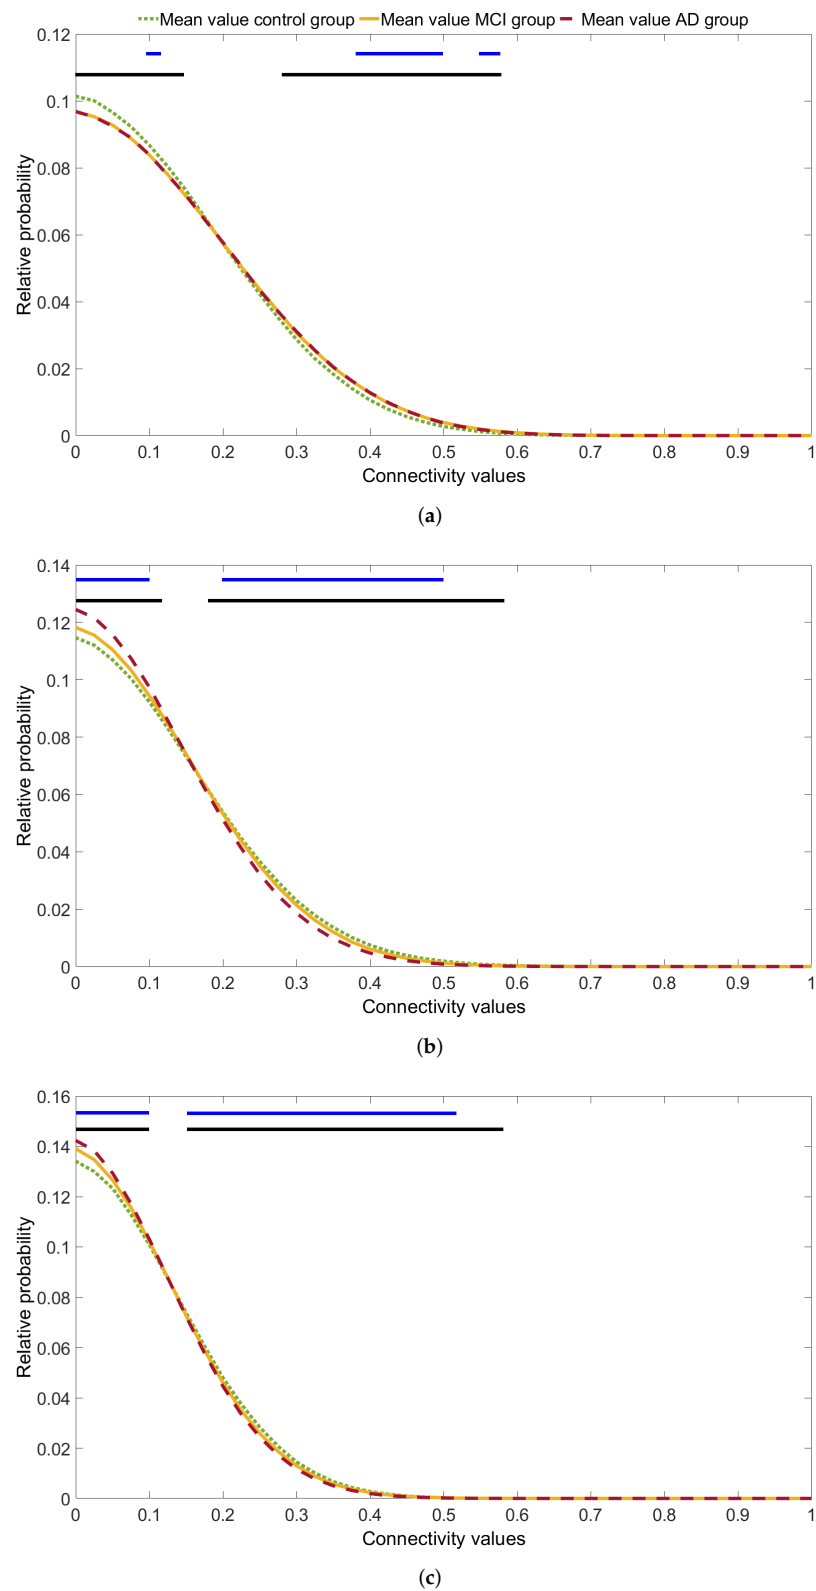 Mean value control group Mean value MCI group Mean value AD group
0.12
0.1
0.08
0.06
0.04
0.02
0
Relative probability
0 0.1 0.2 0.3 0.4 0.5 0.6 0.7 0.8 0.9 1
Connectivity values
(a)
0.14
0.12
0.1
0.08
0.06
0.04
0.02
0
Relative probability
0 0.1 0.2 0.3 0.4 0.5 0.6 0.7 0.8 0.9 1
Connectivity values
(b)
0.16
0.14
0.12
0.1
0.08
0.06
0.04
0.02
0
Relative probability
0 0.1 0.2 0.3 0.4 0.5 0.6 0.7 0.8 0.9 1
Connectivity values
(c)